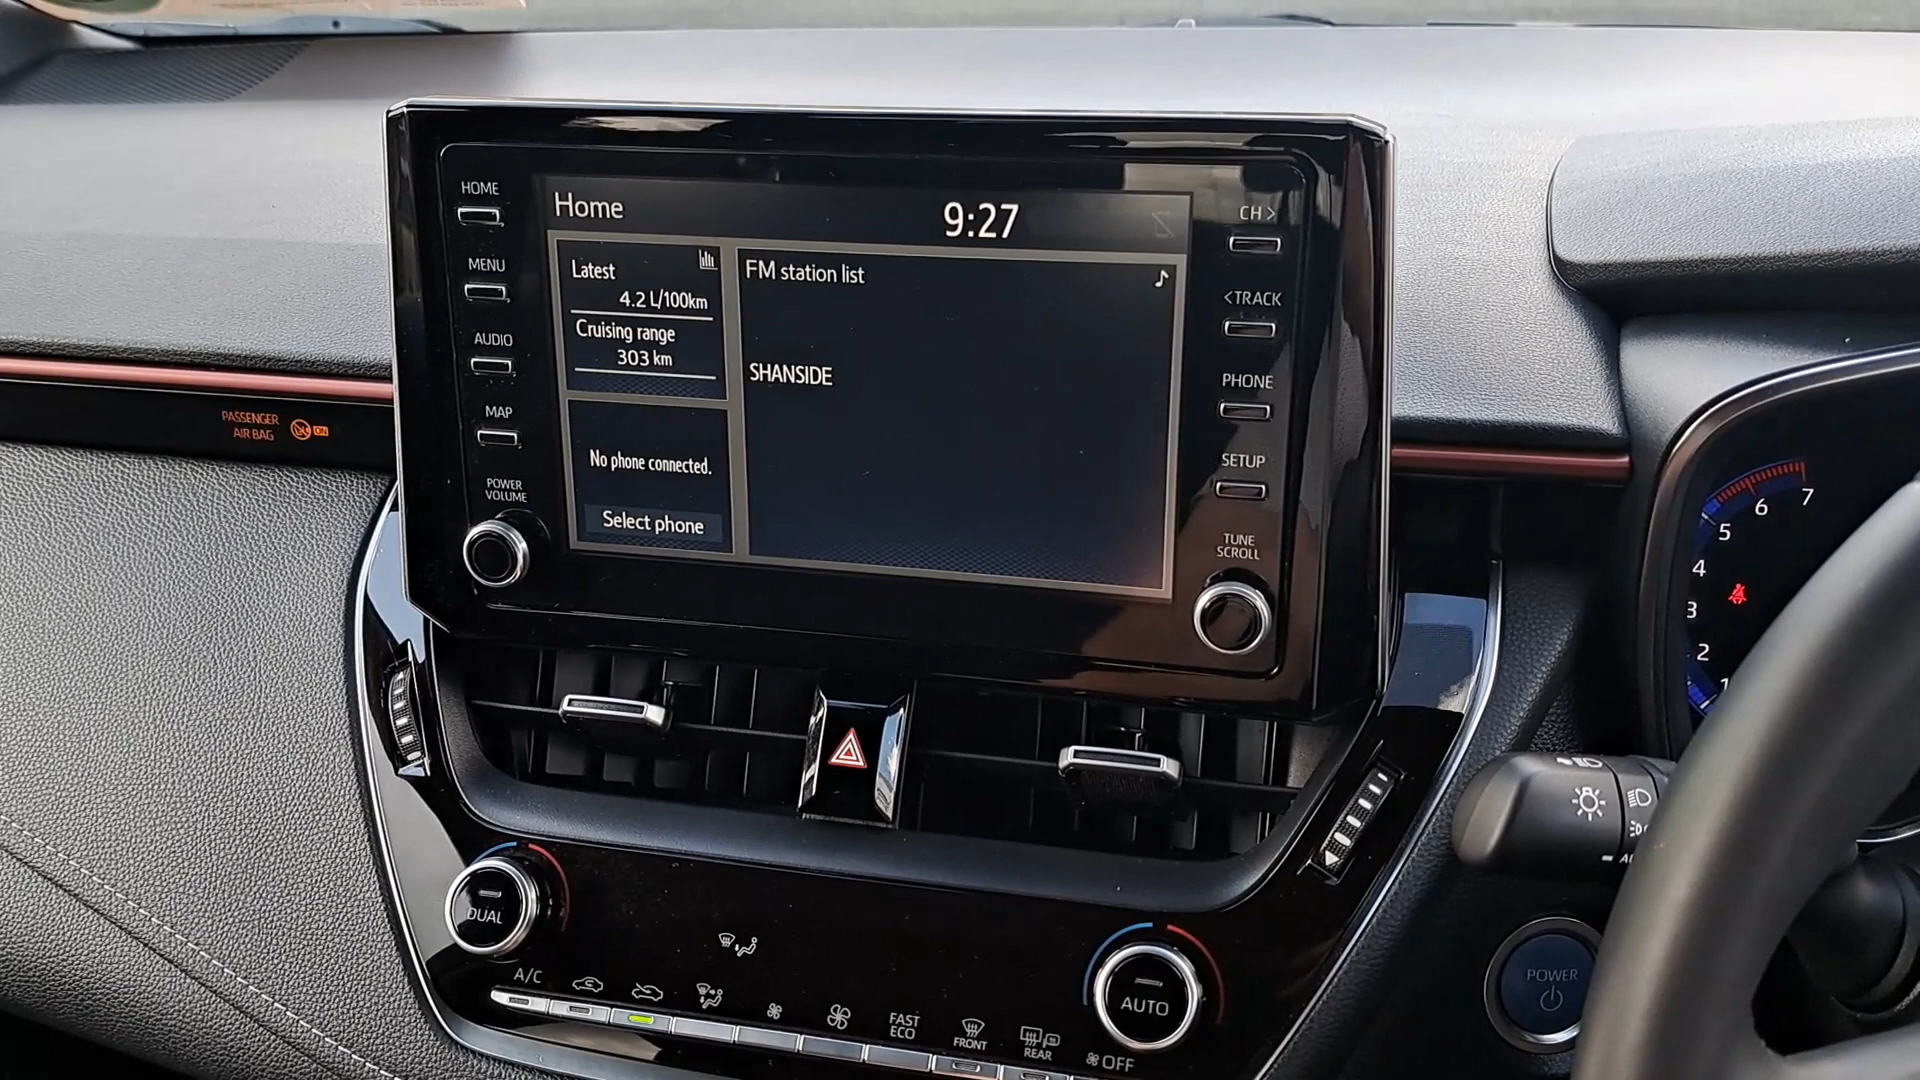 HOME
MENU
AUDIO
MAP
POWER
VOLUME
Home
9:27
Latest
4.2 L/100km
Cruising range
303 km
No phone connected.
Select phone
FM station list
SHANSIDE
CH >
< TRACK
PHONE
SETUP
TUNE
SCROLL
PASSENGER
AIR BAG
ON
7
6
5
4
3
2
1
DUAL
A/C
FAST
ECO
FRONT
REAR
OFF
AUTO
POWER